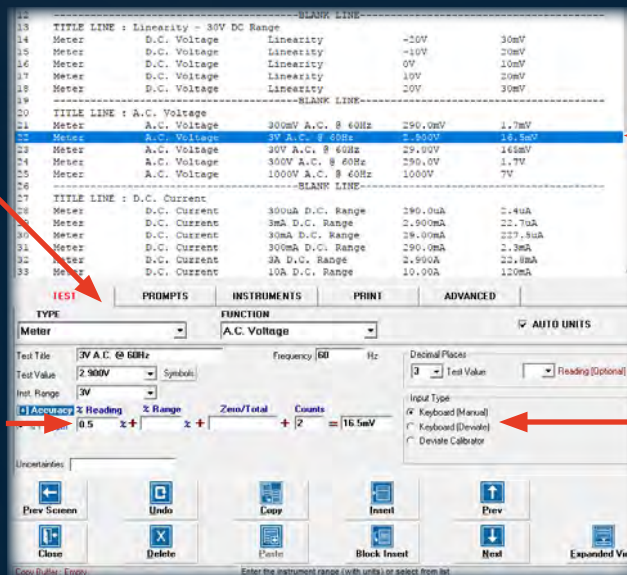 12 BLANK LINE
13 TITLE LINE : Linearity - 30V DC Range
14 Meter D.C. Voltage Linearity -20V 30mV
15 Meter D.C. Voltage Linearity -10V 20mV
16 Meter D.C. Voltage Linearity 0V 10mV
17 Meter D.C. Voltage Linearity 10V 20mV
18 Meter D.C. Voltage Linearity 20V 30mV
19 BLANK LINE
20 TITLE LINE : A.C. Voltage
21 Meter A.C. Voltage 300mV A.C. @ 60Hz 290.0mV 1.7mV
22 Meter A.C. Voltage 3V A.C. @ 60Hz 2.900V 16.5mV
23 Meter A.C. Voltage 30V A.C. @ 60Hz 29.00V 165mV
24 Meter A.C. Voltage 300V A.C. @ 60Hz 290.0V 1.7V
25 Meter A.C. Voltage 1000V A.C. @ 60Hz 1000V 7V
26 BLANK LINE
27 TITLE LINE : D.C. Current
28 Meter D.C. Current 300uA D.C. Range 290.0uA 2.4uA
29 Meter D.C. Current 3mA D.C. Range 2.900mA 22.7uA
30 Meter D.C. Current 30mA D.C. Range 29.00mA 227.5uA
31 Meter D.C. Current 300mA D.C. Range 290.0mA 2.3mA
32 Meter D.C. Current 3A D.C. Range 2.900A 22.8mA
33 Meter D.C. Current 10A D.C. Range 10.00A 120mA
TEST PROMPTS INSTRUMENTS PRINT ADVANCED
TYPE FUNCTION
Meter A.C. Voltage AUTO UNITS
Test Title 3V A.C. @ 60Hz Frequency 60 Hz Decimal Places
Test Value 2.900V Symbols 3 Test Value Reading (Optional)
Inst. Range 3V Input Type
[+] Accuracy % Reading % Range Zero/Total Counts Keyboard (Manual)
0.5 % + % + + 2 = 16.5mV Keyboard (Deviate)
Deviate Calibrator
Uncertainties
Prev Screen Undo Copy Insert Prev
Close Delete Paste Block Insert Next Expanded Vi
Copy Buffer : Empty Enter the instrument range (with units) or select from list